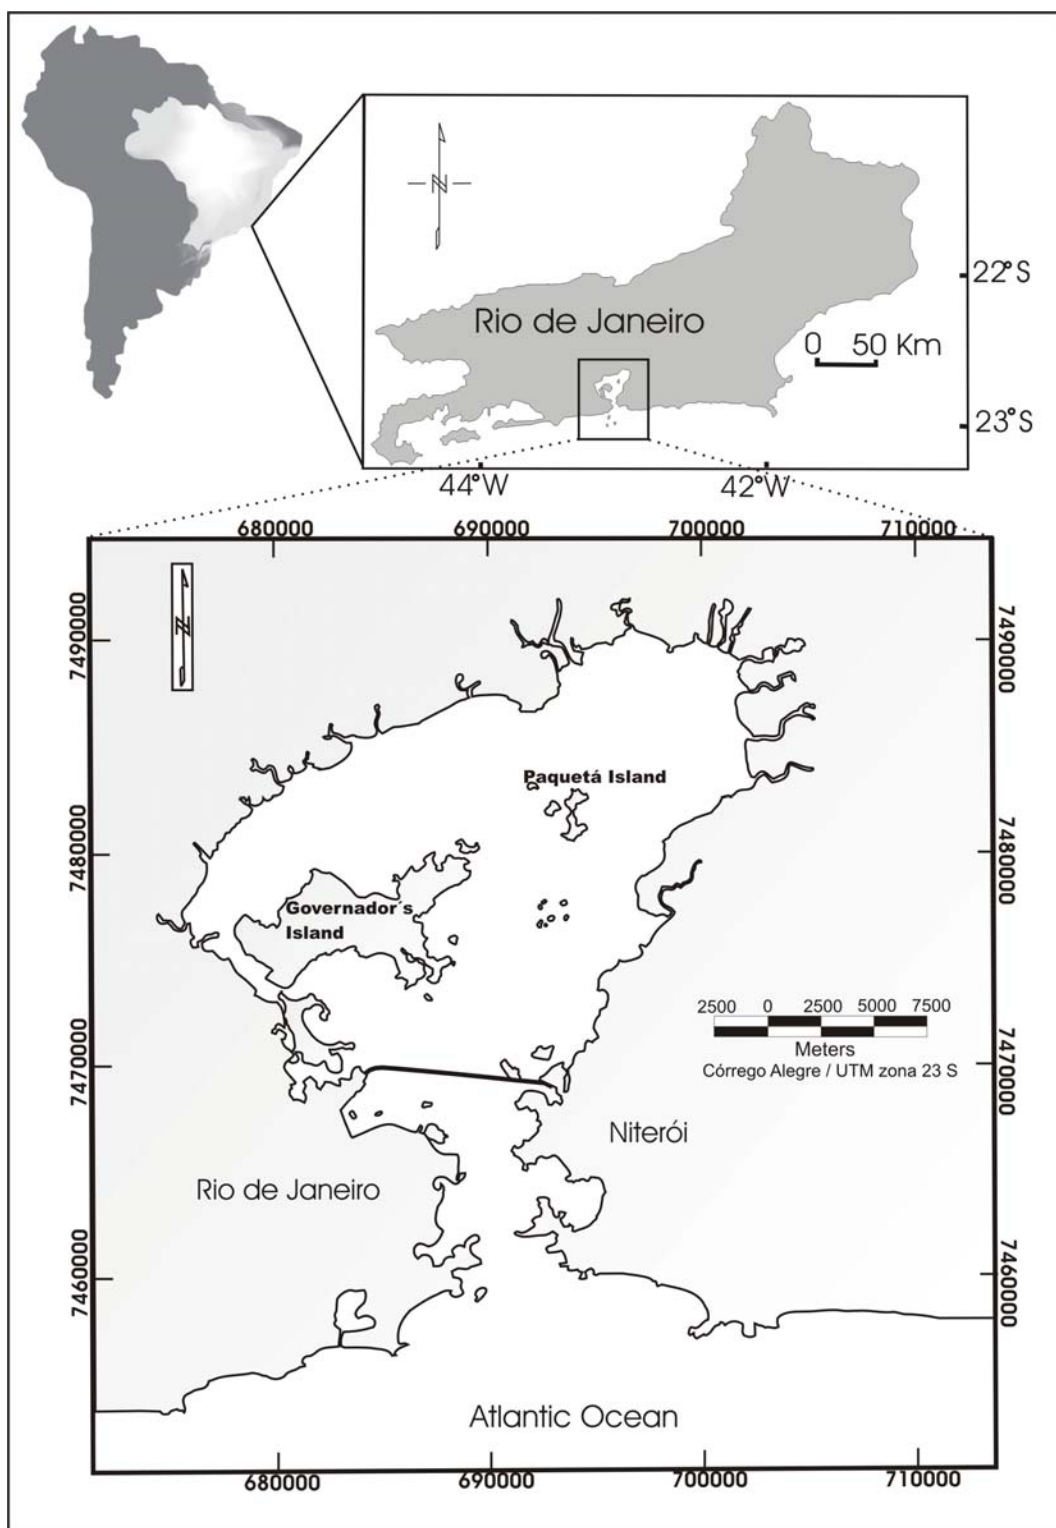 N
Rio de Janeiro
22°S
0 50 Km
23°S
44°W 42°W
680000 690000 700000 710000
N
7490000 7490000
Paquetá Island
7480000 7480000
Governador´s
Island
2500 0 2500 5000 7500
Meters
Córrego Alegre / UTM zona 23 S
7470000 7470000
Niterói
Rio de Janeiro
7460000 7460000
Atlantic Ocean
680000 690000 700000 710000